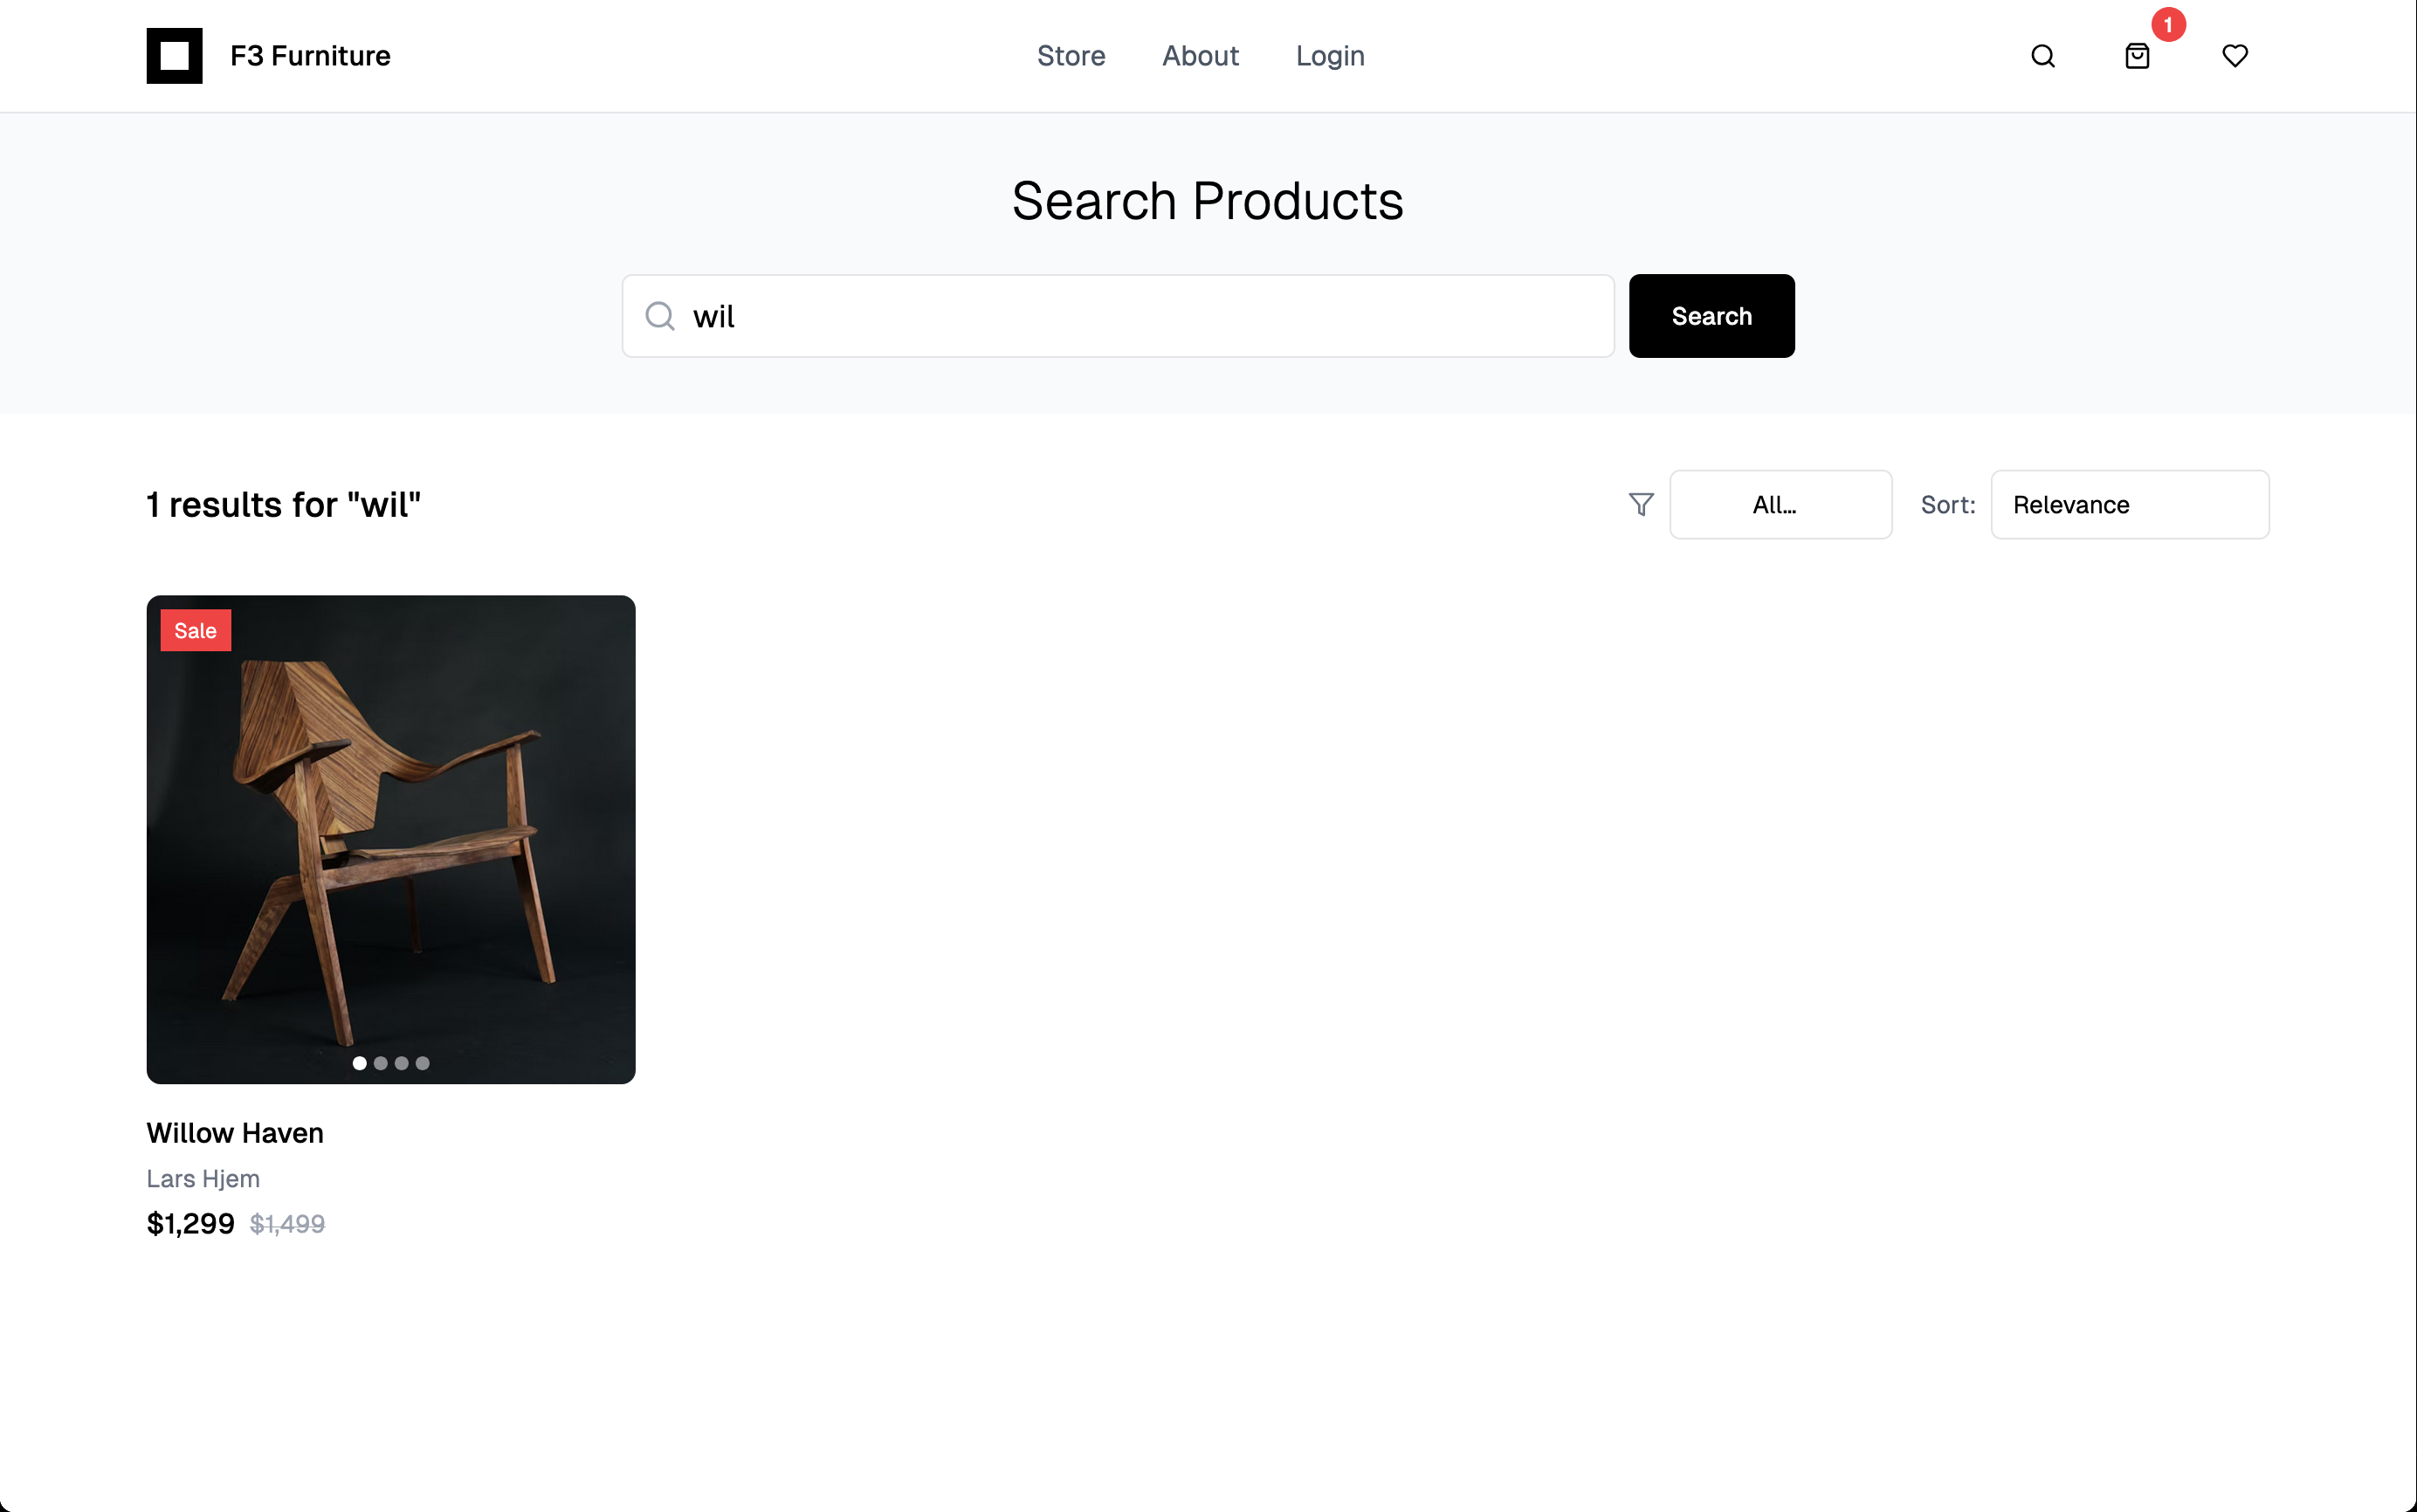 F3 Furniture
Store About Login
1
Search Products
wil
Search
1 results for "wil"
All...
Sort: Relevance
Sale
Willow Haven
Lars Hjem
$1,299 $1,499